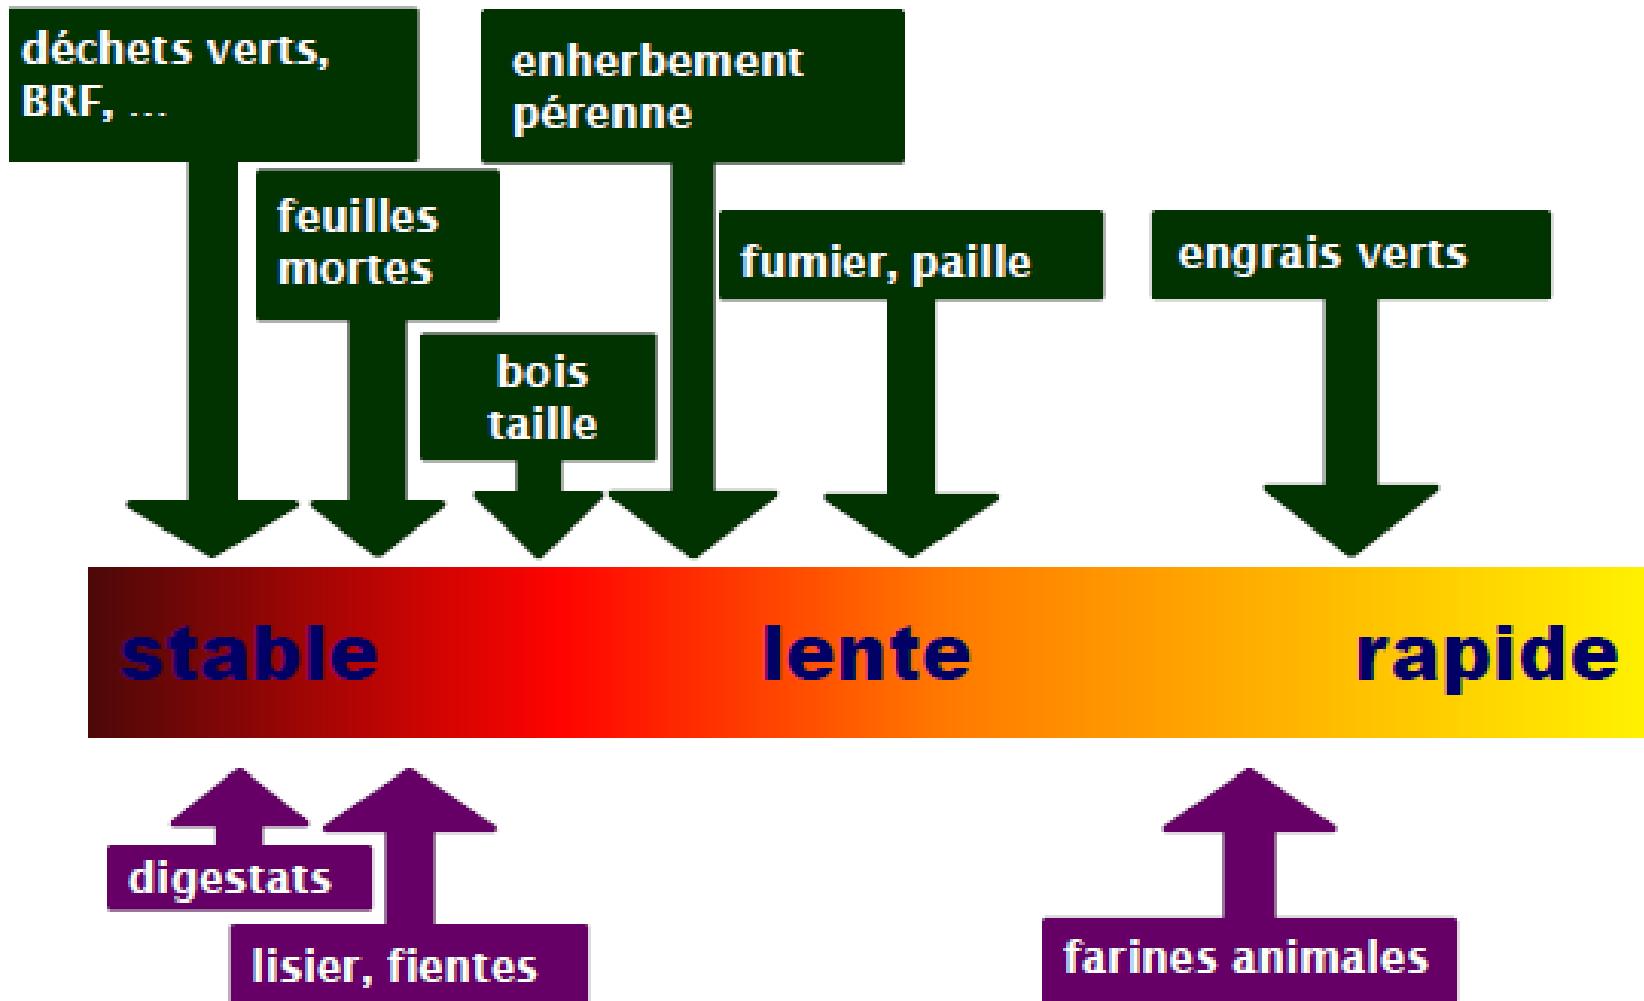 déchets verts,
BRF, ...
enherbement
pérenne
feuilles
mortes
fumier, paille
engrais verts
bois
taille
stable
lente
rapide
digestats
lisier, fientes
farines animales